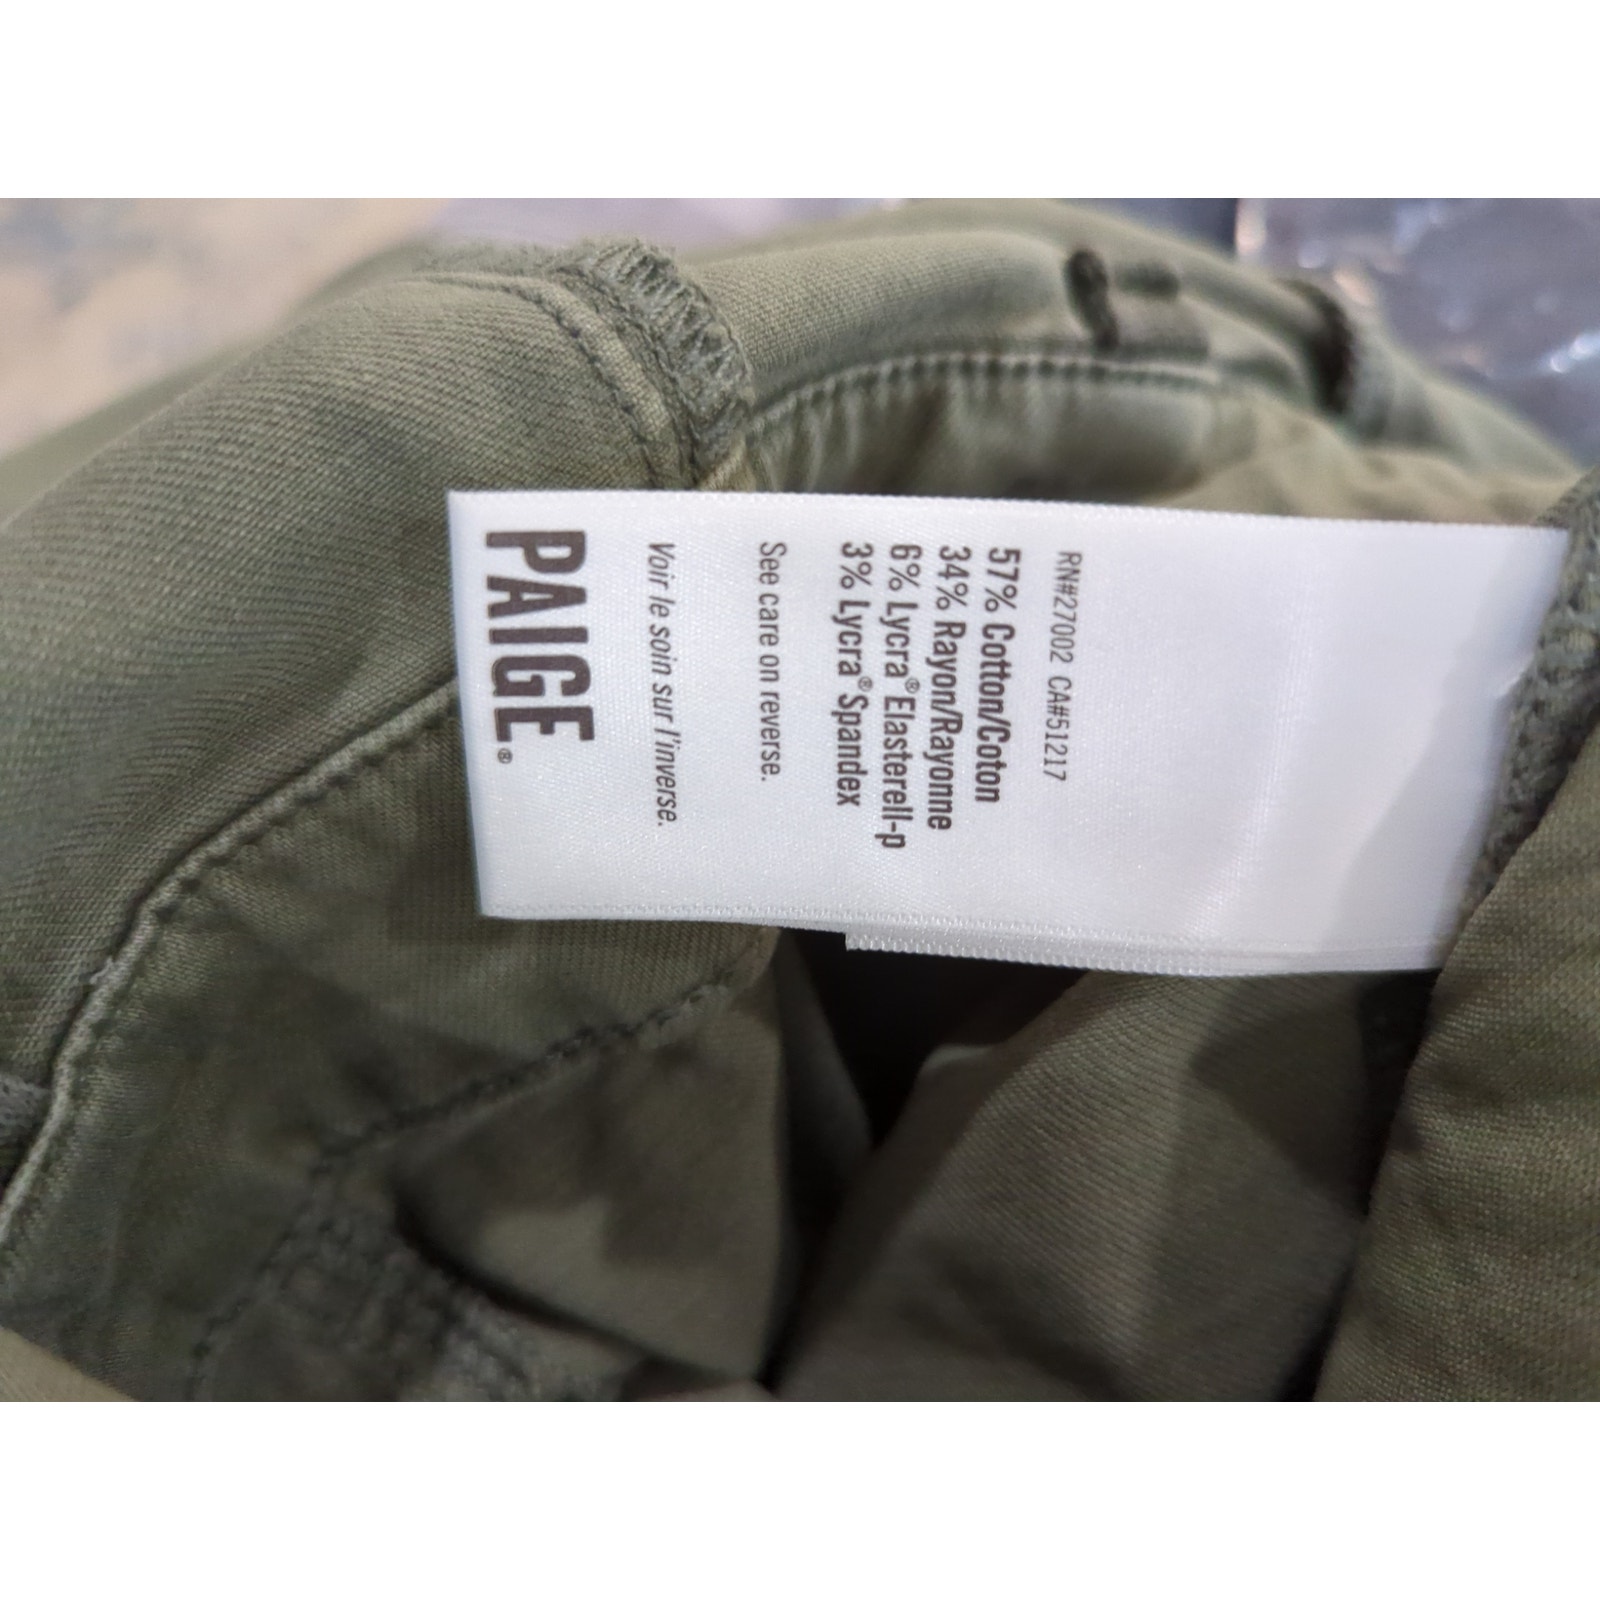 RN#27002 CA#51217
57% Cotton/Coton
34% Rayon/Rayonne
6% Lycra® Elasterell-p
3% Lycra® Spandex
See care on reverse.
Voir le soin sur l'inverse.
PAIGE®